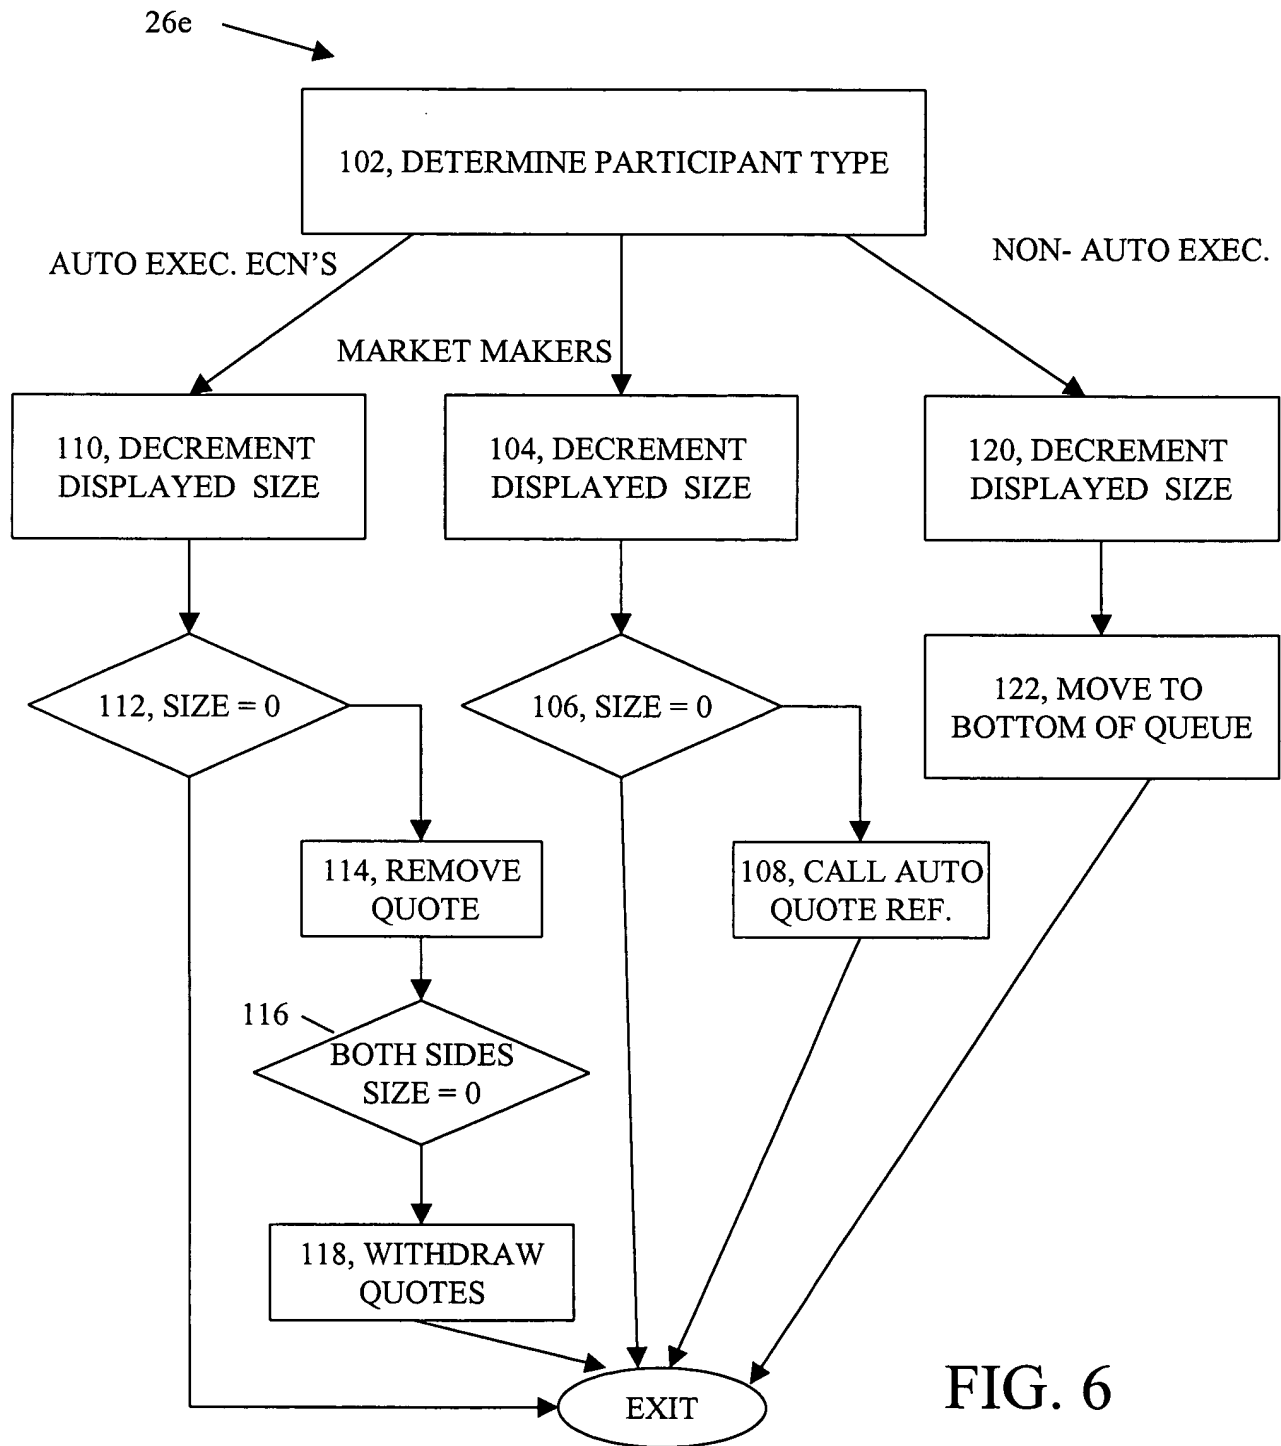 26e
102, DETERMINE PARTICIPANT TYPE
AUTO EXEC. ECN'S
NON- AUTO EXEC.
MARKET MAKERS
110, DECREMENT
DISPLAYED SIZE
104, DECREMENT
DISPLAYED SIZE
120, DECREMENT
DISPLAYED SIZE
112, SIZE = 0
106, SIZE = 0
122, MOVE TO
BOTTOM OF QUEUE
114, REMOVE
QUOTE
108, CALL AUTO
QUOTE REF.
116
BOTH SIDES
SIZE = 0
118, WITHDRAW
QUOTES
EXIT
FIG. 6